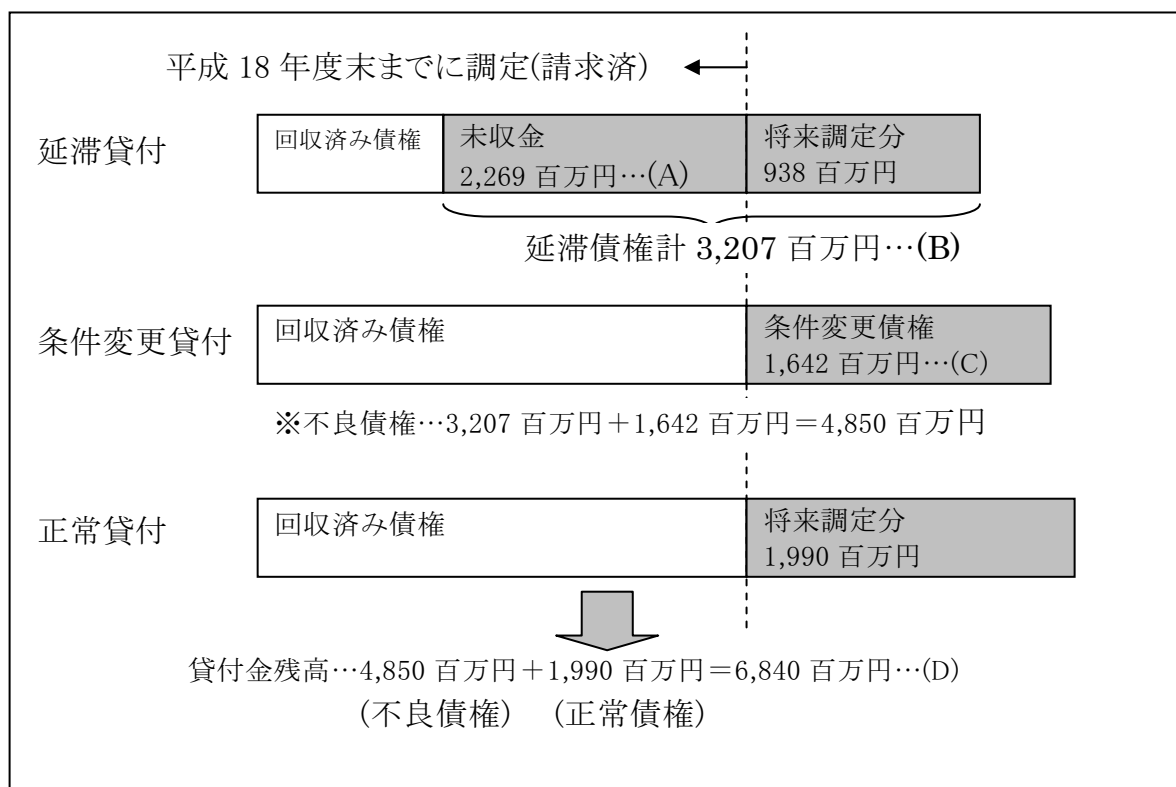 平成 18 年度末までに調定(請求済)
延滞貸付
回収済み債権
未収金
2,269 百万円…(A)
将来調定分
938 百万円
延滞債権計 3,207 百万円…(B)
条件変更貸付
回収済み債権
条件変更債権
1,642 百万円…(C)
※不良債権…3,207 百万円＋1,642 百万円＝4,850 百万円
正常貸付
回収済み債権
将来調定分
1,990 百万円
貸付金残高…4,850 百万円＋1,990 百万円＝6,840 百万円…(D)
(不良債権) (正常債権)